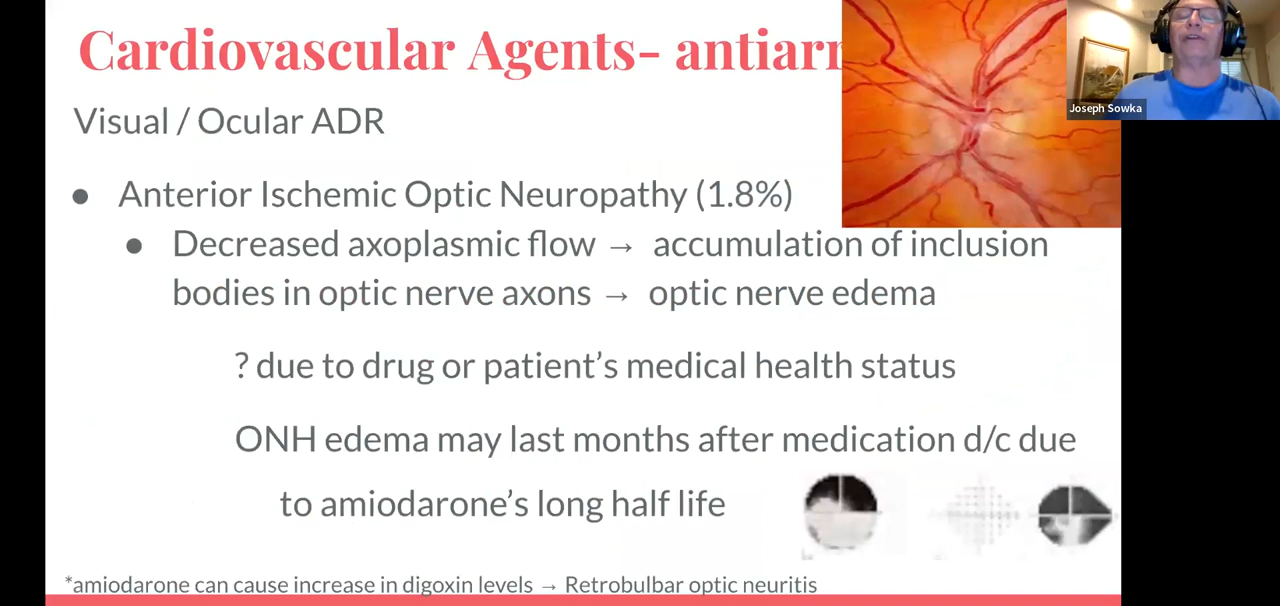 Cardiovascular Agents- antiarr
Joseph Sowka
Visual / Ocular ADR
● Anterior Ischemic Optic Neuropathy (1.8%)
● Decreased axoplasmic flow → accumulation of inclusion
bodies in optic nerve axons → optic nerve edema
? due to drug or patient’s medical health status
ONH edema may last months after medication d/c due
to amiodarone’s long half life
*amiodarone can cause increase in digoxin levels → Retrobulbar optic neuritis